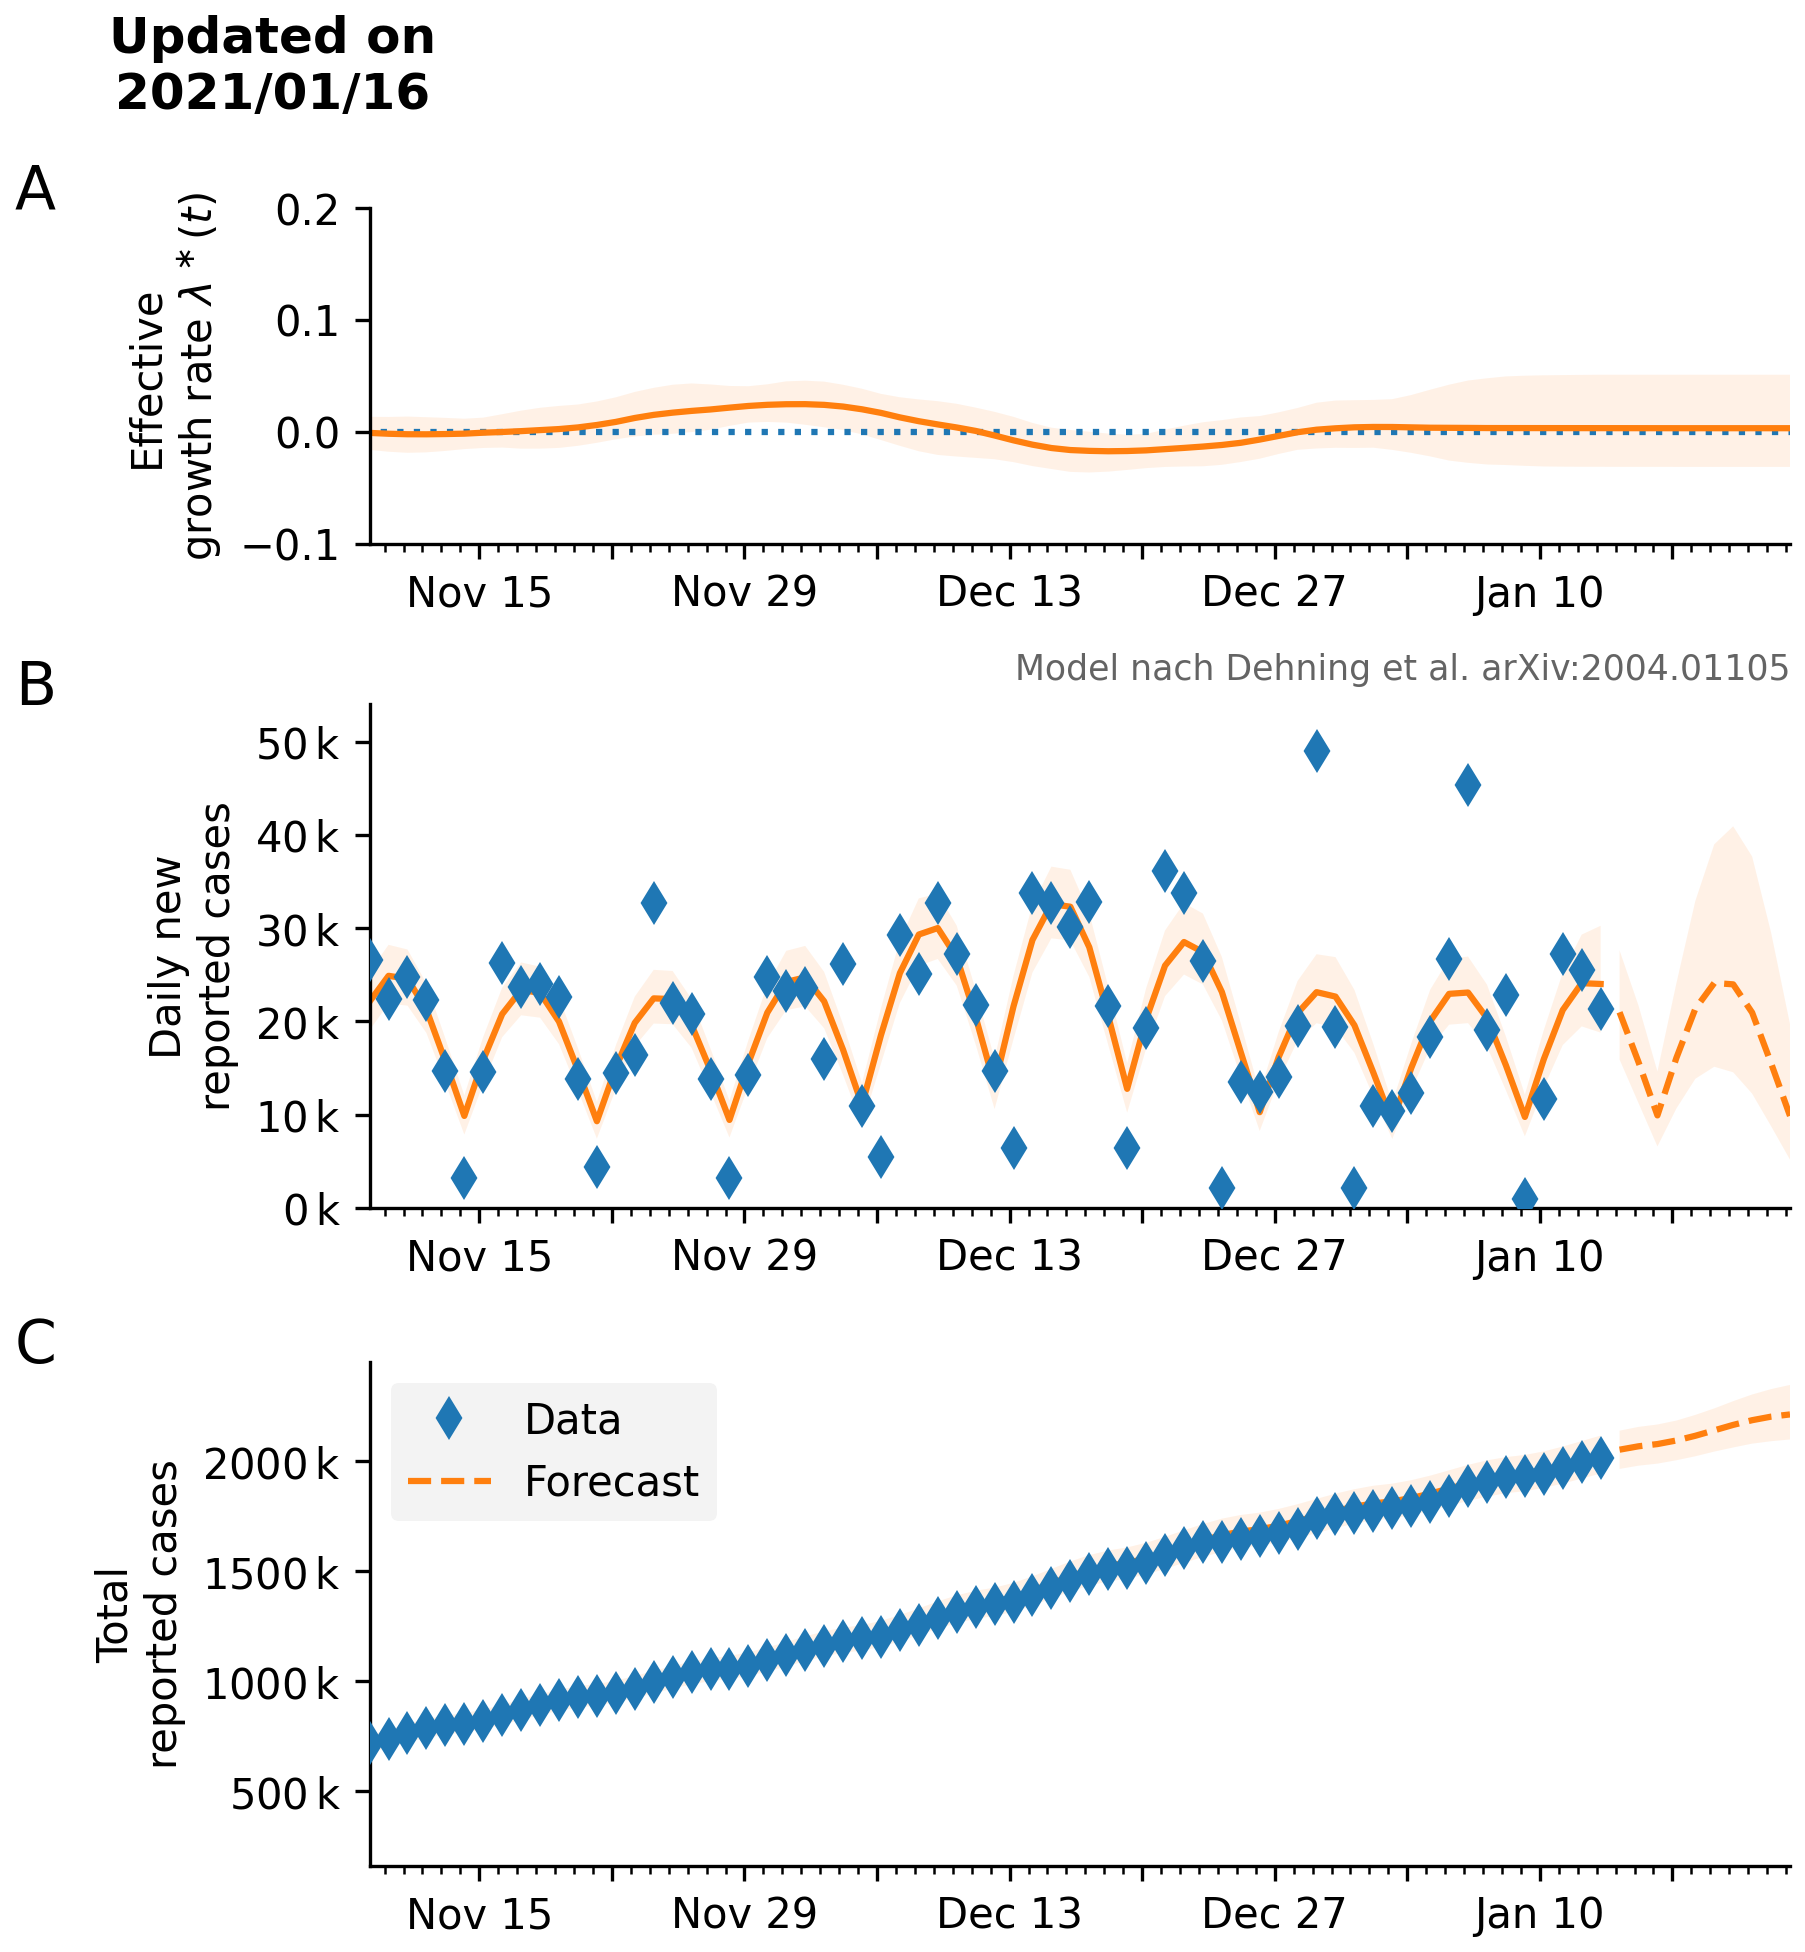 Updated on
2021/01/16
A
Effective
growth rate λ * (t)
0.2
0.1
0.0
−0.1
Nov 15 Nov 29 Dec 13 Dec 27 Jan 10
Model nach Dehning et al. arXiv:2004.01105
B
Daily new
reported cases
50 k
40 k
30 k
20 k
10 k
0 k
Nov 15 Nov 29 Dec 13 Dec 27 Jan 10
C
Total
reported cases
Data
Forecast
2000 k
1500 k
1000 k
500 k
Nov 15 Nov 29 Dec 13 Dec 27 Jan 10